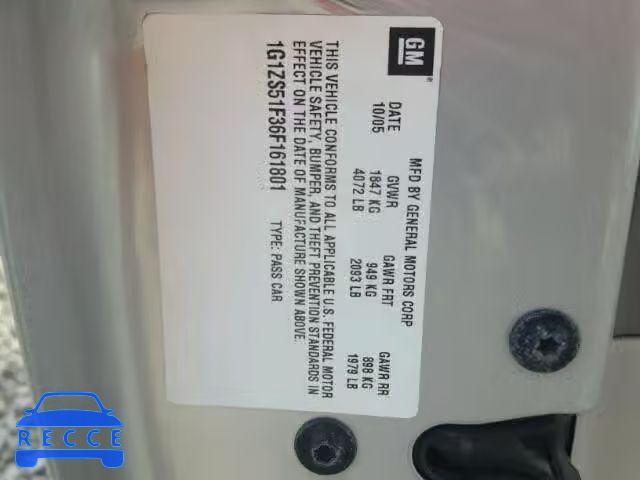 GM
MFD BY GENERAL MOTORS CORP
DATE GVWR GAWR FRT GAWR RR
10/05 1847 KG 949 KG 898 KG
4072 LB 2093 LB 1979 LB
THIS VEHICLE CONFORMS TO ALL APPLICABLE U.S. FEDERAL MOTOR
VEHICLE SAFETY, BUMPER, AND THEFT PREVENTION STANDARDS IN
EFFECT ON THE DATE OF MANUFACTURE SHOWN ABOVE.
1G1ZS51F36F161801 TYPE: PASS CAR
RECCE